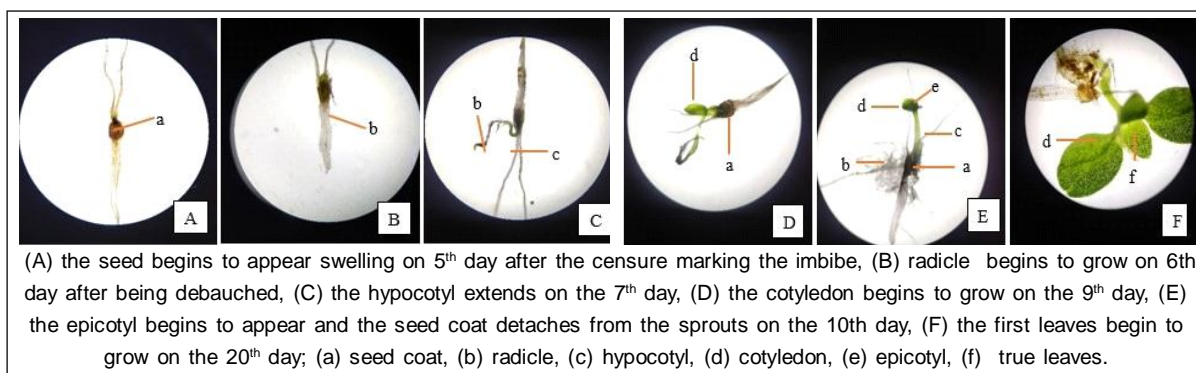 a
A
b
B
b
c
C
d
a
D
e
d
c
b
a
E
d
f
F
(A) the seed begins to appear swelling on 5th day after the censure marking the imbibe, (B) radicle begins to grow on 6th
day after being debauched, (C) the hypocotyl extends on the 7th day, (D) the cotyledon begins to grow on the 9th day, (E)
the epicotyl begins to appear and the seed coat detaches from the sprouts on the 10th day, (F) the first leaves begin to
grow on the 20th day; (a) seed coat, (b) radicle, (c) hypocotyl, (d) cotyledon, (e) epicotyl, (f) true leaves.